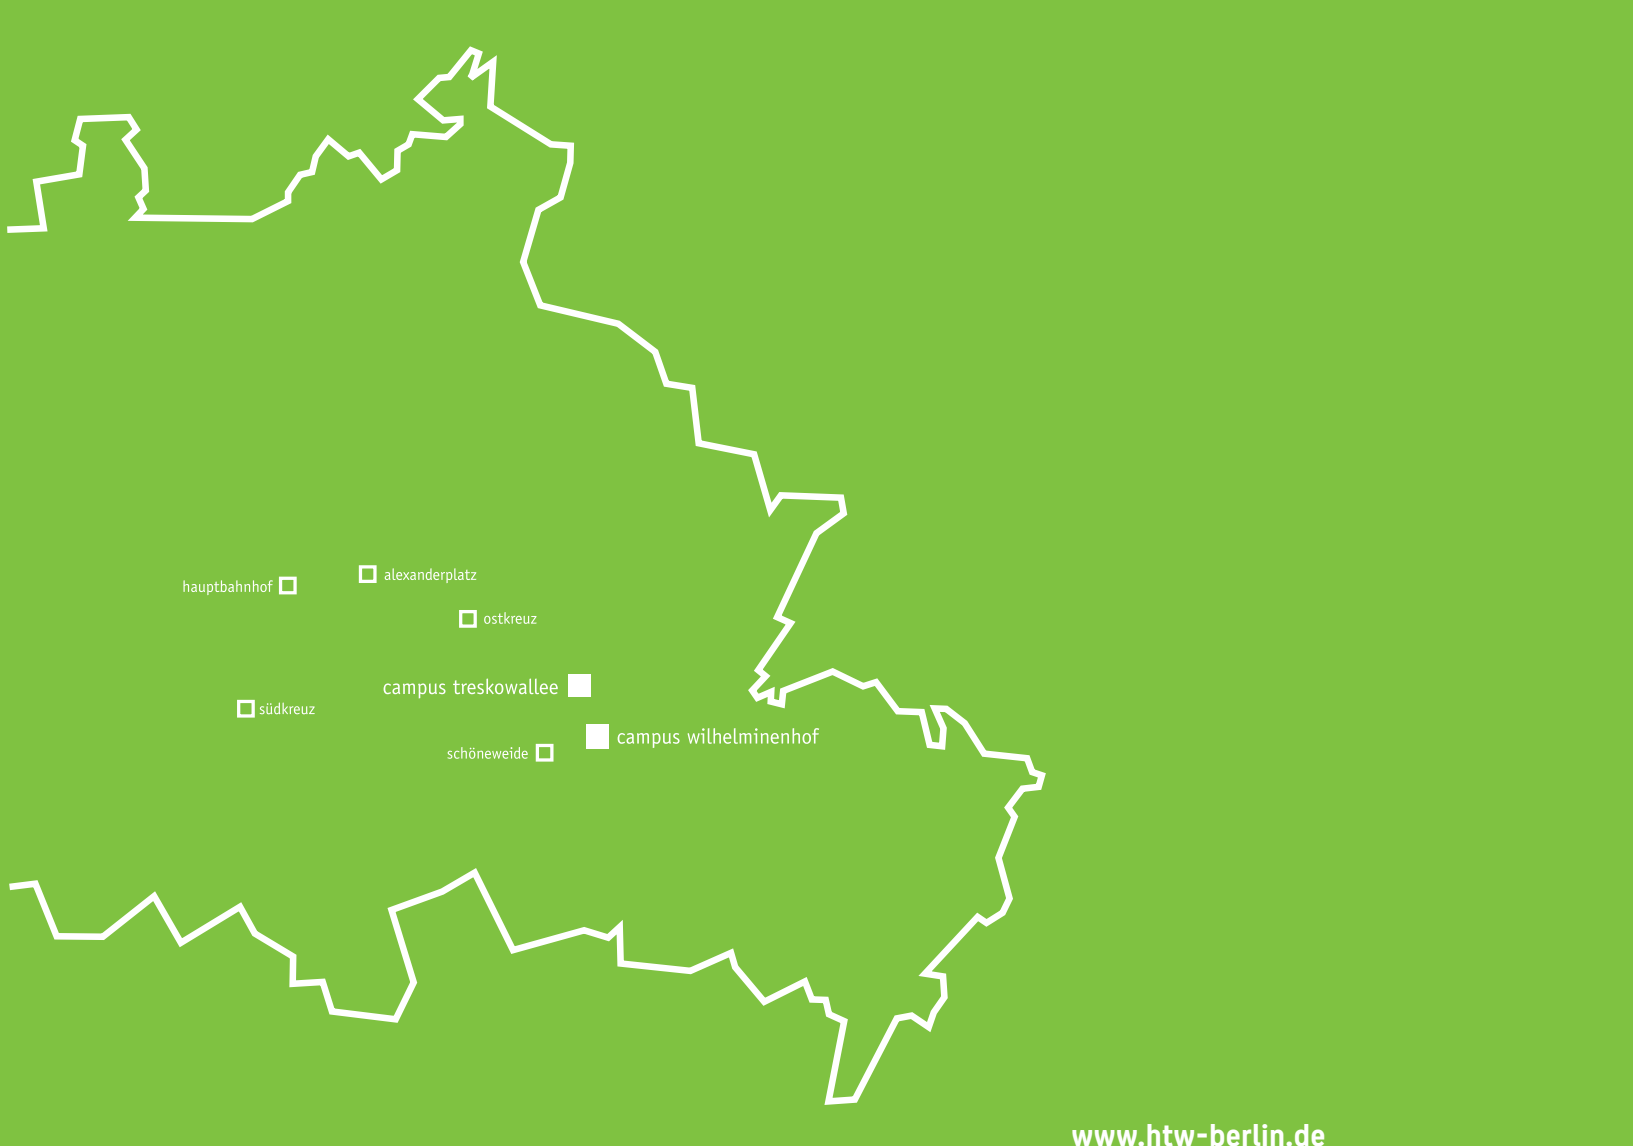 alexanderplatz
hauptbahnhof
ostkreuz
campus treskowallee
südkreuz
campus wilhelminenhof
schöneweide
www.htw-berlin.de